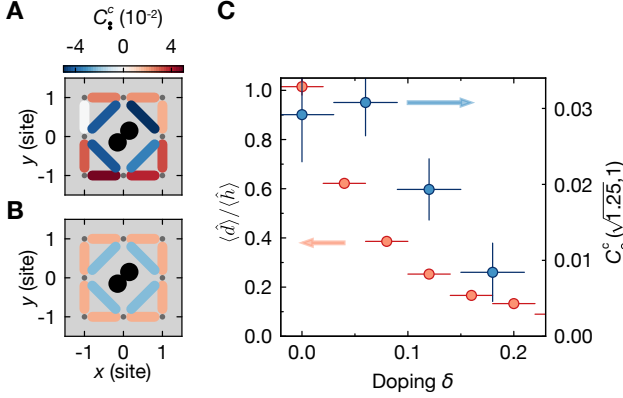 A
C
C^c (10^-2)
-4 0 4
1
0
-1
y (site)
B
1
0
-1
y (site)
-1 0 1
x (site)
1.0
0.8
0.6
0.4
0.2
0.0
⟨d̂⟩/⟨ĥ⟩
0.0 0.1 0.2
Doping δ
0.03
0.02
0.01
0.00
C^c (√1.25, 1)